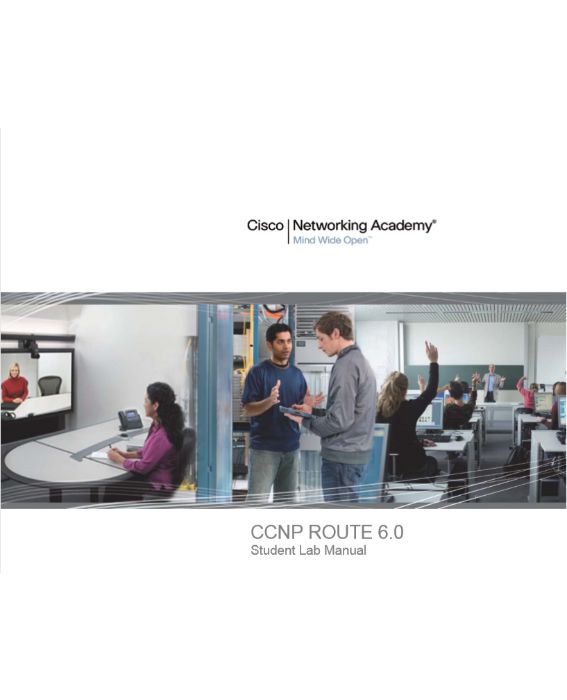 Cisco | Networking Academy®
Mind Wide Open™
CCNP ROUTE 6.0
Student Lab Manual